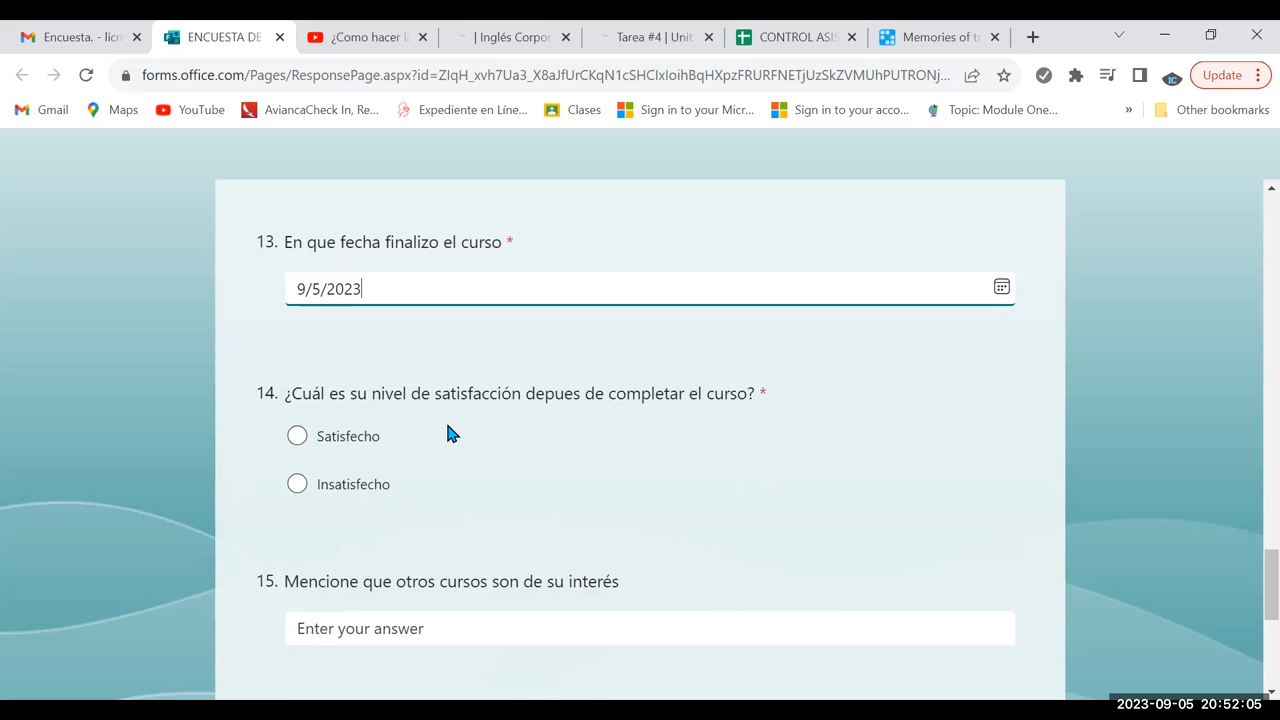 Encuesta. - licn
ENCUESTA DE
¿Como hacer la
| Inglés Corpor
Tarea #4 | Unit
CONTROL ASIS
Memories of te
forms.office.com/Pages/ResponsePage.aspx?id=ZIqH_xvh7Ua3_X8aJfUrCKqN1cSHCIxIoihBqHXpzFRURFNETjUzSkZVMUhPUTRONj...
Update
Gmail
Maps
YouTube
AviancaCheck In, Re...
Expediente en Líne...
Clases
Sign in to your Micr...
Sign in to your acco...
Topic: Module One...
»
Other bookmarks
13. En que fecha finalizo el curso *
9/5/2023
14. ¿Cuál es su nivel de satisfacción depues de completar el curso? *
Satisfecho
Insatisfecho
15. Mencione que otros cursos son de su interés
Enter your answer
2023-09-05 20:52:05